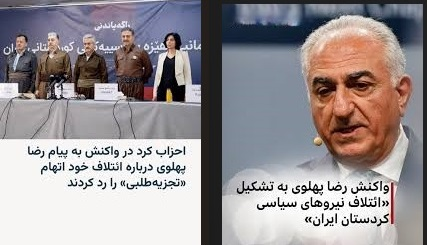 واکنش رضا پهلوی به تشکیل
«ائتلاف نیروهای سیاسی
کردستان ایران»
احزاب کرد در واکنش به پیام رضا
پهلوی درباره ائتلاف خود اتهام
«تجزیه‌طلبی» را رد کردند